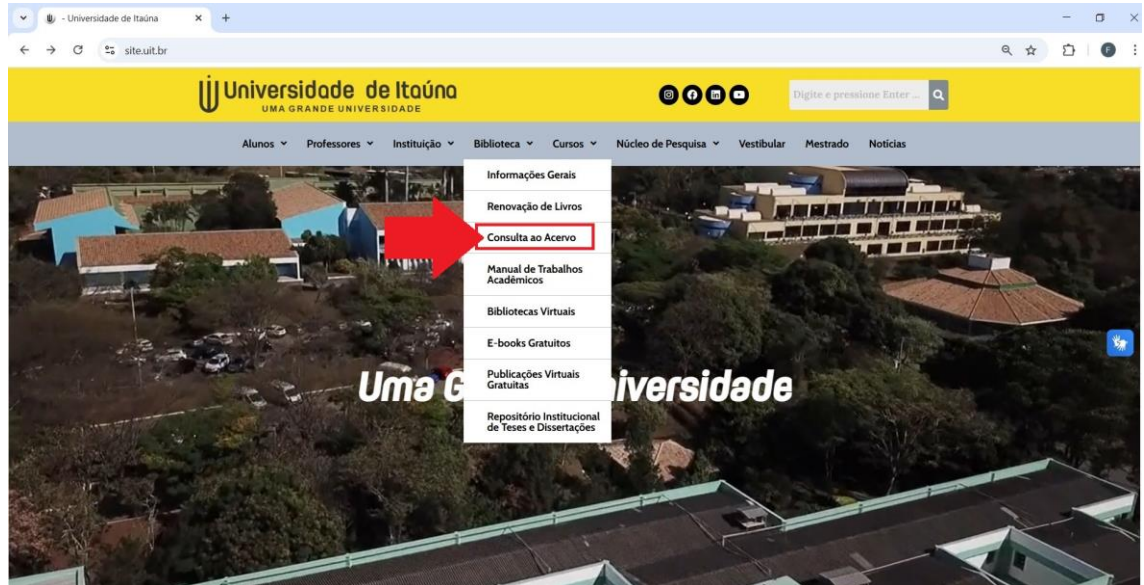 - Universidade de Itaúna
site.uit.br
F
Universidade de Itaúna
UMA GRANDE UNIVERSIDADE
Digite e pressione Enter ...
Alunos Professores Instituição Biblioteca Cursos Núcleo de Pesquisa Vestibular Mestrado Notícias
Informações Gerais
Renovação de Livros
Consulta ao Acervo
Manual de Trabalhos
Acadêmicos
Bibliotecas Virtuais
E-books Gratuitos
Publicações Virtuais
Gratuitas
Repositório Institucional
de Teses e Dissertações
Uma G niversidade